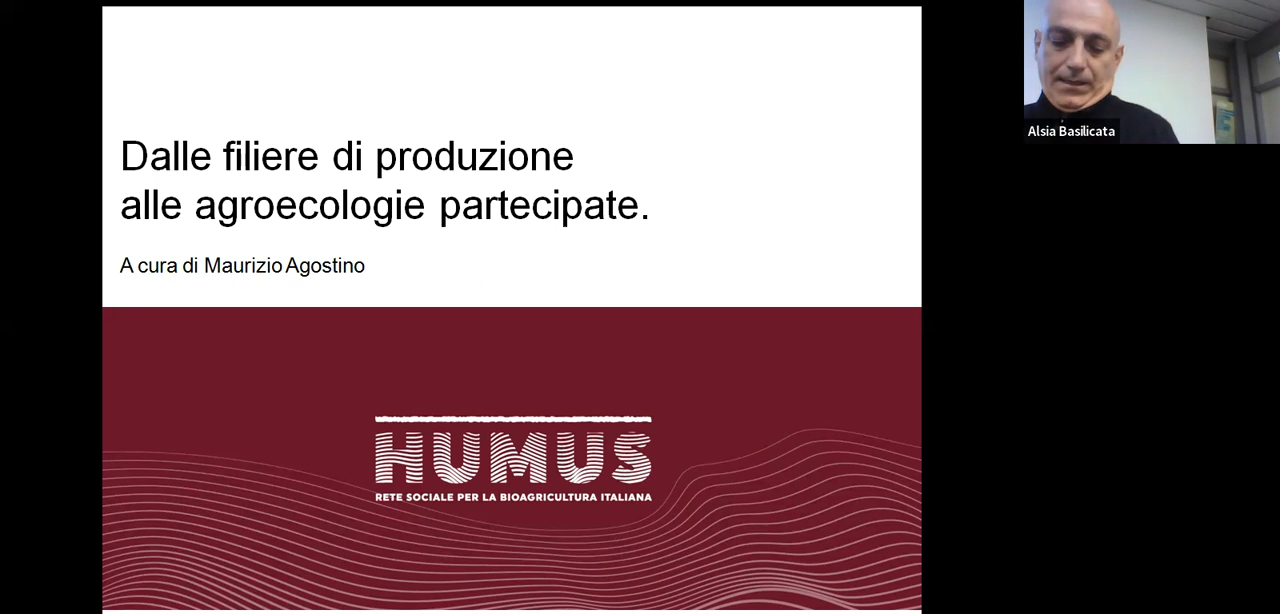 Dalle filiere di produzione
alle agroecologie partecipate.
A cura di Maurizio Agostino
HUMUS
RETE SOCIALE PER LA BIOAGRICULTURA ITALIANA
Alsia Basilicata